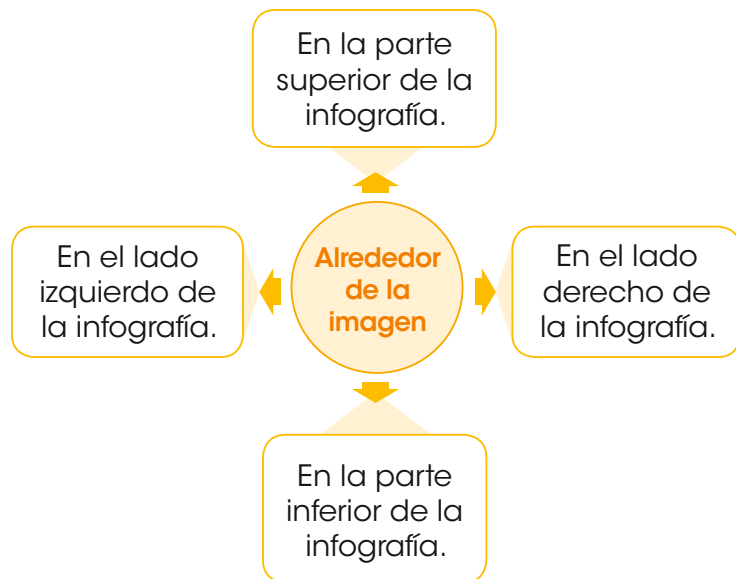 En la parte
superior de la
infografía.
En el lado
izquierdo de
la infografía.
Alrededor
de la
imagen
En el lado
derecho de
la infografía.
En la parte
inferior de la
infografía.